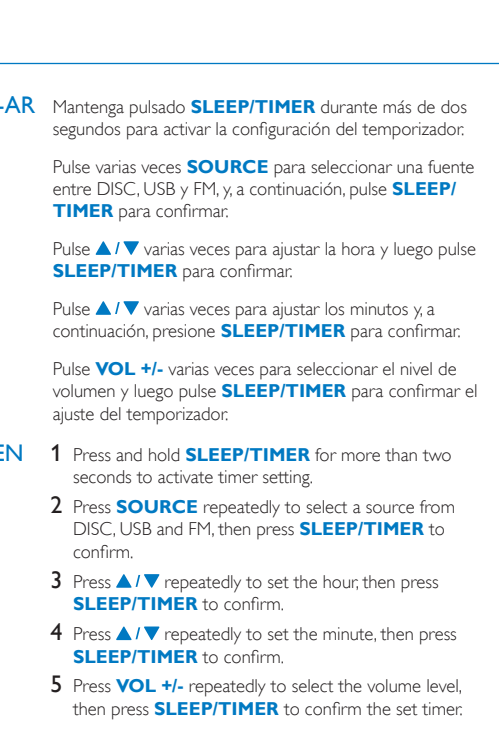 -AR Mantenga pulsado SLEEP/TIMER durante más de dos
segundos para activar la configuración del temporizador.
Pulse varias veces SOURCE para seleccionar una fuente
entre DISC, USB y FM, y, a continuación, pulse SLEEP/
TIMER para confirmar.
Pulse ▲ / ▼ varias veces para ajustar la hora y luego pulse
SLEEP/TIMER para confirmar.
Pulse ▲ / ▼ varias veces para ajustar los minutos y, a
continuación, presione SLEEP/TIMER para confirmar.
Pulse VOL +/- varias veces para seleccionar el nivel de
volumen y luego pulse SLEEP/TIMER para confirmar el
ajuste del temporizador.
EN 1 Press and hold SLEEP/TIMER for more than two
seconds to activate timer setting.
2 Press SOURCE repeatedly to select a source from
DISC, USB and FM, then press SLEEP/TIMER to
confirm.
3 Press ▲ / ▼ repeatedly to set the hour, then press
SLEEP/TIMER to confirm.
4 Press ▲ / ▼ repeatedly to set the minute, then press
SLEEP/TIMER to confirm.
5 Press VOL +/- repeatedly to select the volume level,
then press SLEEP/TIMER to confirm the set timer.